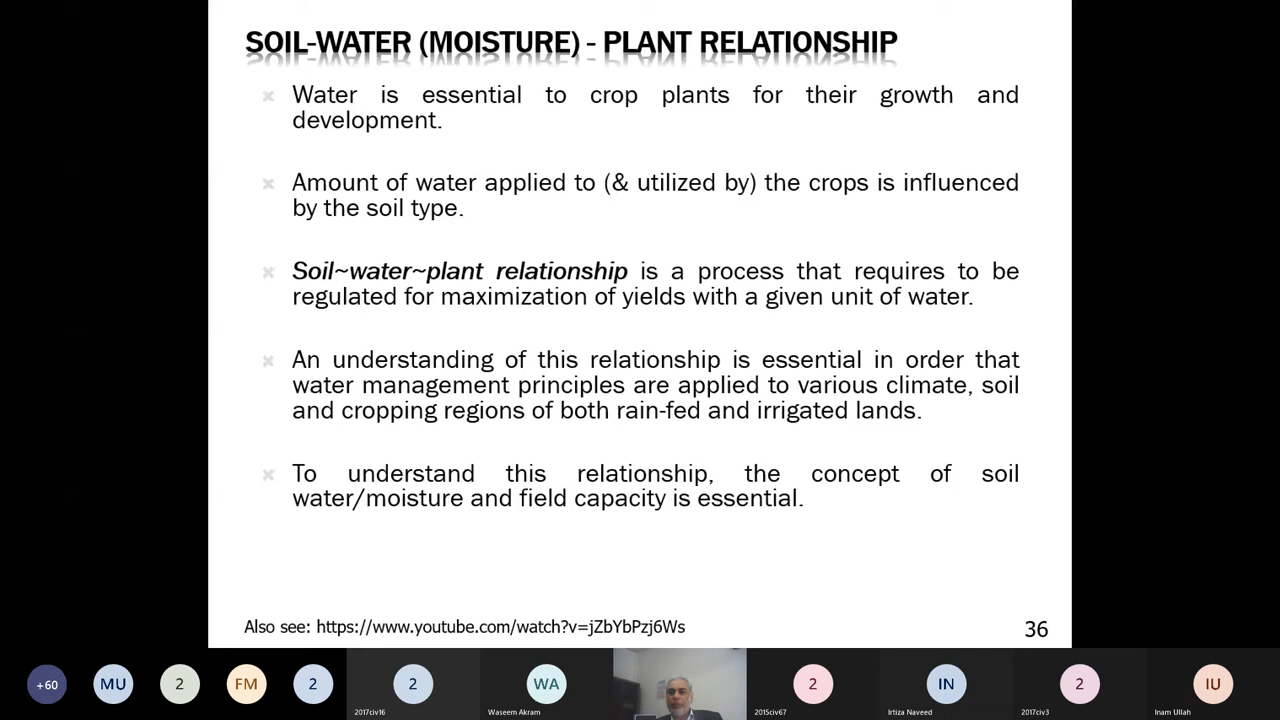 SOIL-WATER (MOISTURE) - PLANT RELATIONSHIP
Water is essential to crop plants for their growth and
development.
Amount of water applied to (& utilized by) the crops is influenced
by the soil type.
Soil~water~plant relationship is a process that requires to be
regulated for maximization of yields with a given unit of water.
An understanding of this relationship is essential in order that
water management principles are applied to various climate, soil
and cropping regions of both rain-fed and irrigated lands.
To understand this relationship, the concept of soil
water/moisture and field capacity is essential.
Also see: https://www.youtube.com/watch?v=jZbYbPzj6Ws
36
+60
MU
2
FM
2
2
WA
2
IN
2
IU
2017civ16
Waseem Akram
2015civ67
Irtiza Naveed
2017civ3
Inam Ullah